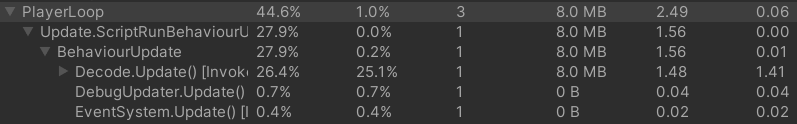 PlayerLoop 44.6% 1.0% 3 8.0 MB 2.49 0.06
Update.ScriptRunBehaviourU 27.9% 0.0% 1 8.0 MB 1.56 0.00
BehaviourUpdate 27.9% 0.2% 1 8.0 MB 1.56 0.01
Decode.Update() [Invoke 26.4% 25.1% 1 8.0 MB 1.48 1.41
DebugUpdater.Update() 0.7% 0.7% 1 0 B 0.04 0.04
EventSystem.Update() [I 0.4% 0.4% 1 0 B 0.02 0.02